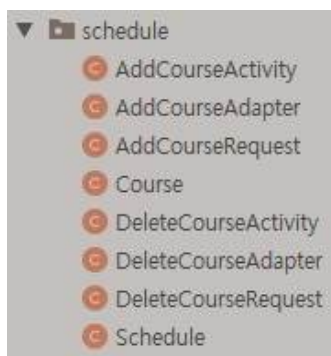 schedule
AddCourseActivity
AddCourseAdapter
AddCourseRequest
Course
DeleteCourseActivity
DeleteCourseAdapter
DeleteCourseRequest
Schedule